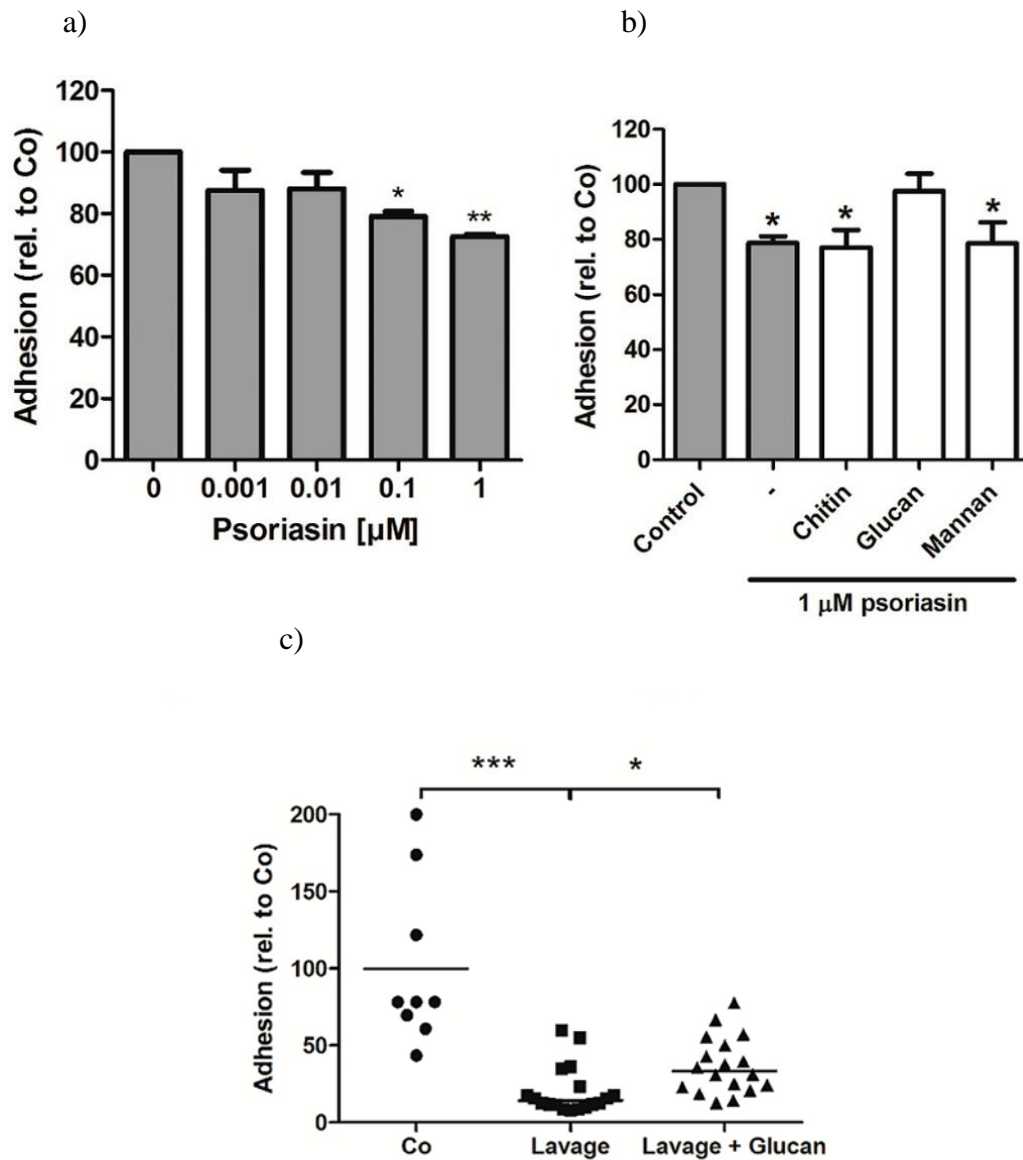 a)
120
100
80
60
40
20
0
Adhesion (rel. to Co)
*
**
0 0.001 0.01 0.1 1
Psoriasin [µM]
b)
120
100
80
60
40
20
0
Adhesion (rel. to Co)
* * *
Control - Chitin Glucan Mannan
1 µM psoriasin
c)
*** *
200
150
100
50
0
Adhesion (rel. to Co)
Co Lavage Lavage + Glucan